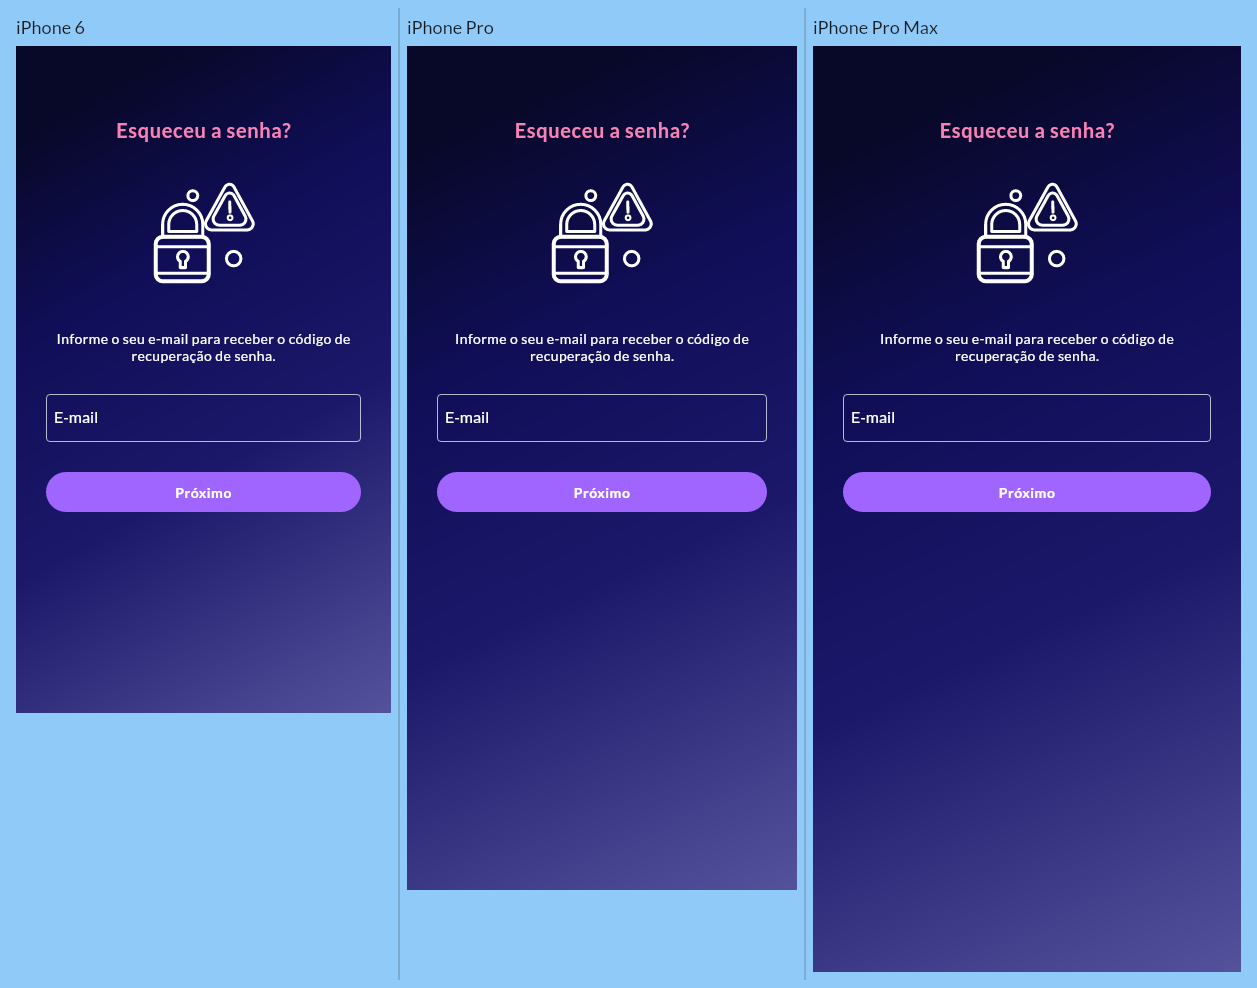 iPhone 6
Esqueceu a senha?
Informe o seu e-mail para receber o código de
recuperação de senha.
E-mail
Próximo
iPhone Pro
Esqueceu a senha?
Informe o seu e-mail para receber o código de
recuperação de senha.
E-mail
Próximo
iPhone Pro Max
Esqueceu a senha?
Informe o seu e-mail para receber o código de
recuperação de senha.
E-mail
Próximo